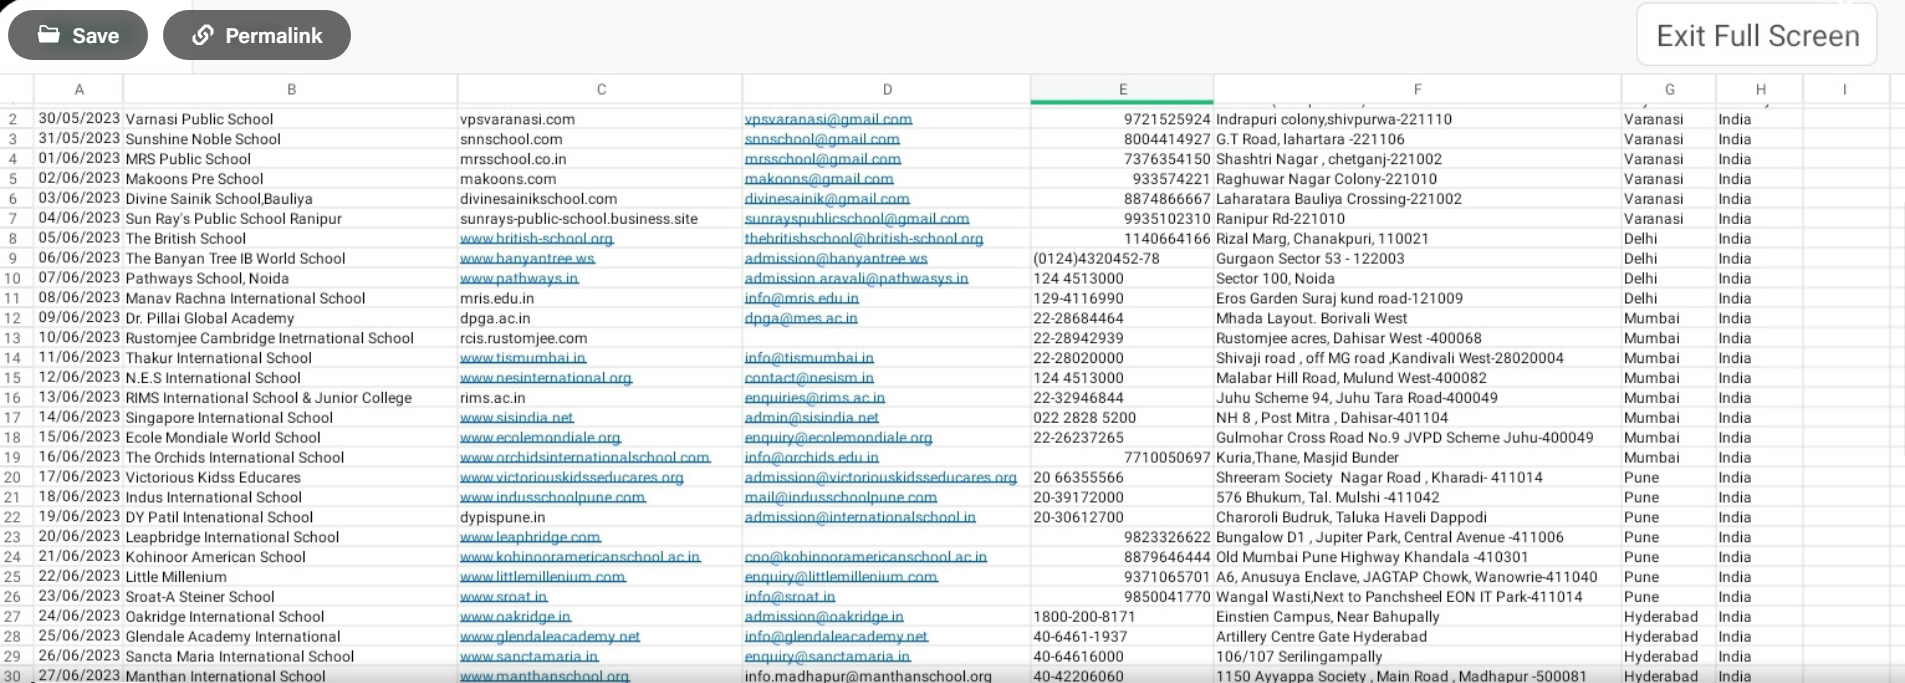 Save Permalink Exit Full Screen
A B C D E F G H I
2 30/05/2023 Varnasi Public School vpsvaranasi.com vpsvaranasi@gmail.com 9721525924 Indrapuri colony,shivpurwa-221110 Varanasi India
3 31/05/2023 Sunshine Noble School snnschool.com snnschool@gmail.com 8004414927 G.T Road, lahartara -221106 Varanasi India
4 01/06/2023 MRS Public School mrsschool.co.in mrsschool@gmail.com 7376354150 Shashtri Nagar , chetganj-221002 Varanasi India
5 02/06/2023 Makoons Pre School makoons.com makoons@gmail.com 933574221 Raghuwar Nagar Colony-221010 Varanasi India
6 03/06/2023 Divine Sainik School,Bauliya divinesainikschool.com divinesainik@gmail.com 8874866667 Laharatara Bauliya Crossing-221002 Varanasi India
7 04/06/2023 Sun Ray's Public School Ranipur sunrays-public-school.business.site sunrayspublicschool@gmail.com 9935102310 Ranipur Rd-221010 Varanasi India
8 05/06/2023 The British School www.british-school.org thebritishschool@british-school.org 1140664166 Rizal Marg, Chanakpuri, 110021 Delhi India
9 06/06/2023 The Banyan Tree IB World School www.banyantree.ws admission@banyantree.ws (0124)4320452-78 Gurgaon Sector 53 - 122003 Delhi India
10 07/06/2023 Pathways School, Noida www.pathways.in admission.aravali@pathwasys.in 124 4513000 Sector 100, Noida Delhi India
11 08/06/2023 Manav Rachna International School mris.edu.in info@mris.edu.in 129-4116990 Eros Garden Suraj kund road-121009 Delhi India
12 09/06/2023 Dr. Pillai Global Academy dpga.ac.in dpga@mes.ac.in 22-28684464 Mhada Layout. Borivali West Mumbai India
13 10/06/2023 Rustomjee Cambridge Inetrnational School rcis.rustomjee.com 22-28942939 Rustomjee acres, Dahisar West -400068 Mumbai India
14 11/06/2023 Thakur International School www.tismumbai.in info@tismumbai.in 22-28020000 Shivaji road , off MG road ,Kandivali West-28020004 Mumbai India
15 12/06/2023 N.E.S International School www.nesinternational.org contact@nesism.in 124 4513000 Malabar Hill Road, Mulund West-400082 Mumbai India
16 13/06/2023 RIMS International School & Junior College rims.ac.in enquiries@rims.ac.in 22-32946844 Juhu Scheme 94, Juhu Tara Road-400049 Mumbai India
17 14/06/2023 Singapore International School www.sisindia.net admin@sisindia.net 022 2828 5200 NH 8 , Post Mitra , Dahisar-401104 Mumbai India
18 15/06/2023 Ecole Mondiale World School www.ecolemondiale.org enquiry@ecolemondiale.org 22-26237265 Gulmohar Cross Road No.9 JVPD Scheme Juhu-400049 Mumbai India
19 16/06/2023 The Orchids International School www.orchidsinternationalschool.com info@orchids.edu.in 7710050697 Kuria,Thane, Masjid Bunder Mumbai India
20 17/06/2023 Victorious Kidss Educares www.victoriouskidsseducares.org admission@victoriouskidsseducares.org 20 66355566 Shreeram Society Nagar Road , Kharadi- 411014 Pune India
21 18/06/2023 Indus International School www.indusschoolpune.com mail@indusschoolpune.com 20-39172000 576 Bhukum, Tal. Mulshi -411042 Pune India
22 19/06/2023 DY Patil Intenational School dypispune.in admission@internationalschool.in 20-30612700 Charoroli Budruk, Taluka Haveli Dappodi Pune India
23 20/06/2023 Leapbridge International School www.leapbridge.com 9823326622 Bungalow D1 , Jupiter Park, Central Avenue -411006 Pune India
24 21/06/2023 Kohinoor American School www.kohinooramericanschool.ac.in coo@kohinooramericanschool.ac.in 8879646444 Old Mumbai Pune Highway Khandala -410301 Pune India
25 22/06/2023 Little Millenium www.littlemillenium.com enquiry@littlemillenium.com 9371065701 A6, Anusuya Enclave, JAGTAP Chowk, Wanowrie-411040 Pune India
26 23/06/2023 Sroat-A Steiner School www.sroat.in info@sroat.in 9850041770 Wangal Wasti,Next to Panchsheel EON IT Park-411014 Pune India
27 24/06/2023 Oakridge International School www.oakridge.in admission@oakridge.in 1800-200-8171 Einstien Campus, Near Bahupally Hyderabad India
28 25/06/2023 Glendale Academy International www.glendaleacademy.net info@glendaleacademy.net 40-6461-1937 Artillery Centre Gate Hyderabad Hyderabad India
29 26/06/2023 Sancta Maria International School www.sanctamaria.in enquiry@sanctamaria.in 40-64616000 106/107 Serilingampally Hyderabad India
30 27/06/2023 Manthan International School www.manthanschool.org info.madhapur@manthanschool.org 40-42206060 1150 Ayyappa Society , Main Road , Madhapur -500081 Hyderabad India